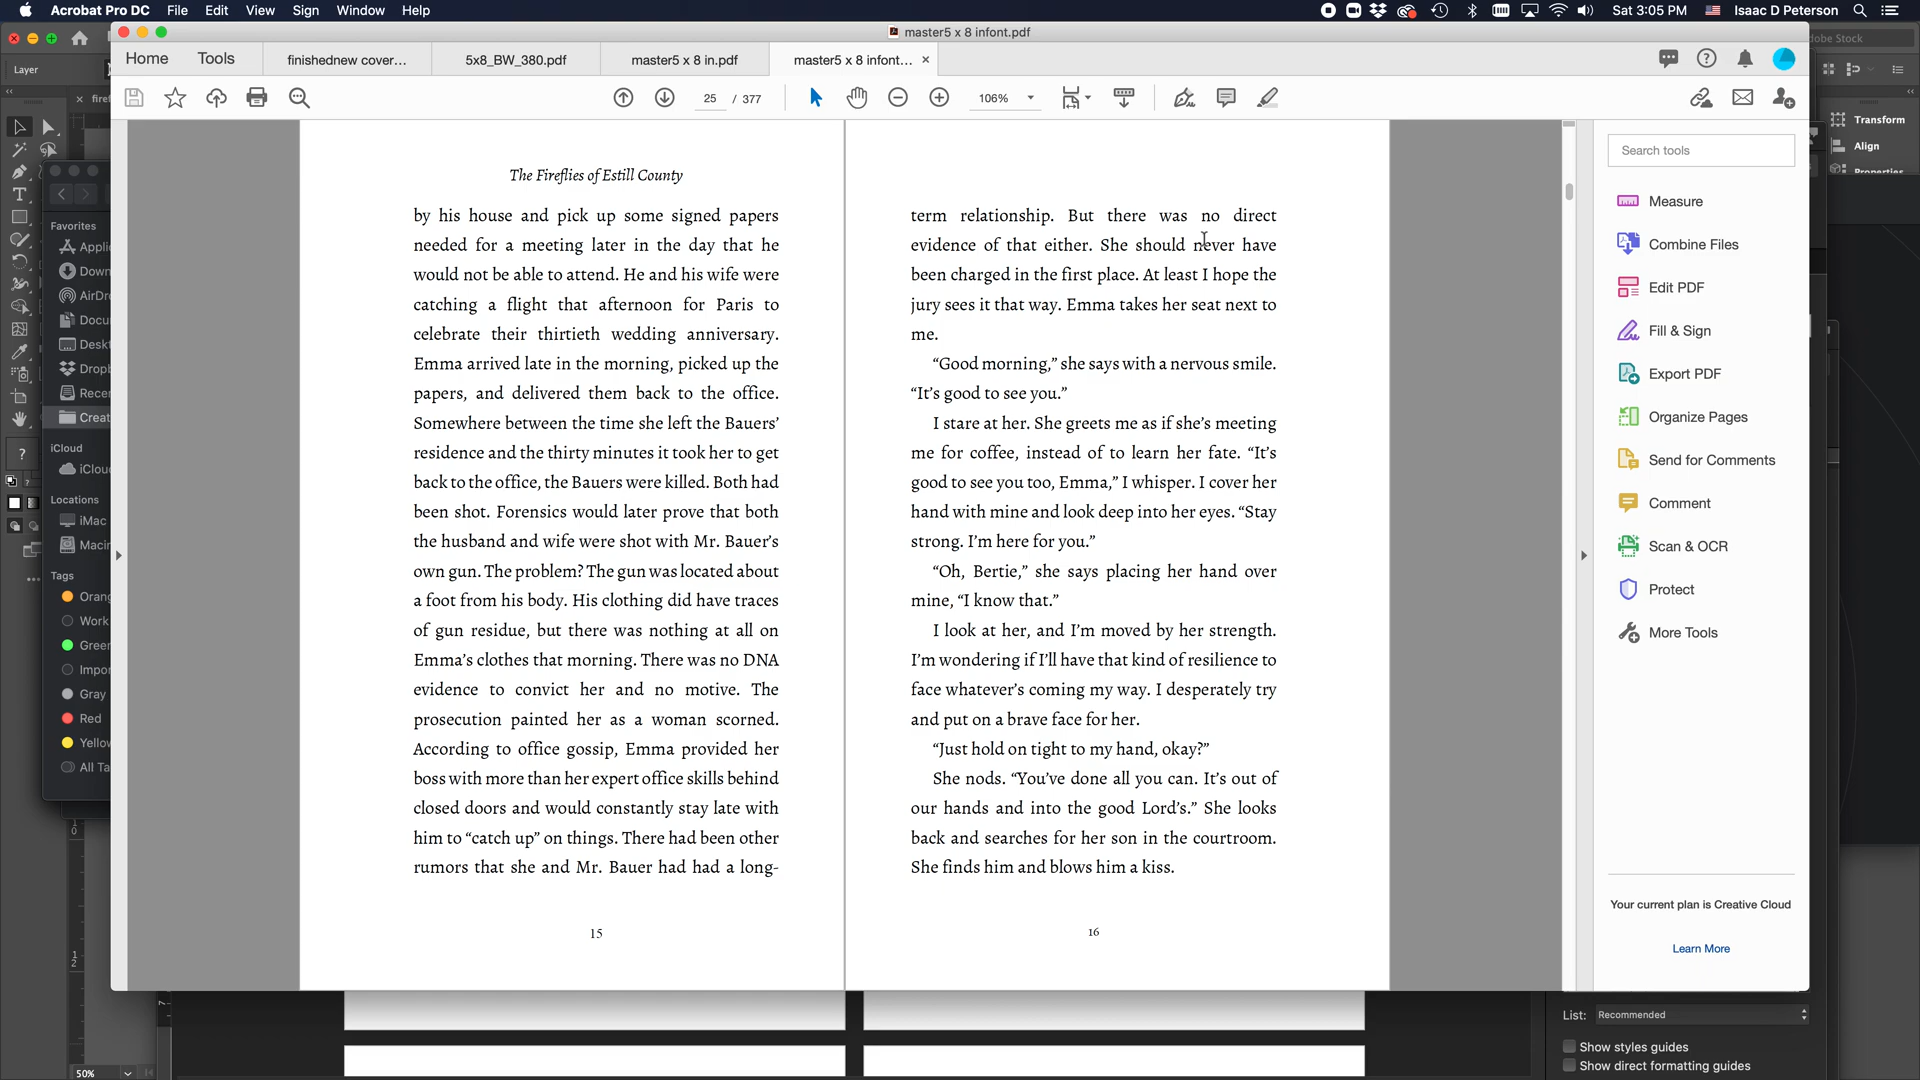 Acrobat Pro DC File Edit View Sign Window Help
Sat 3:05 PM Isaac D Peterson
master5 x 8 infont.pdf
dobe Stock
Layer
Home Tools finishednew cover... 5x8_BW_380.pdf master5 x 8 in.pdf master5 x 8 infont... ×
25 / 377 106%
The Fireflies of Estill County
by his house and pick up some signed papers
needed for a meeting later in the day that he
would not be able to attend. He and his wife were
catching a flight that afternoon for Paris to
celebrate their thirtieth wedding anniversary.
Emma arrived late in the morning, picked up the
papers, and delivered them back to the office.
Somewhere between the time she left the Bauers’
residence and the thirty minutes it took her to get
back to the office, the Bauers were killed. Both had
been shot. Forensics would later prove that both
the husband and wife were shot with Mr. Bauer’s
own gun. The problem? The gun was located about
a foot from his body. His clothing did have traces
of gun residue, but there was nothing at all on
Emma’s clothes that morning. There was no DNA
evidence to convict her and no motive. The
prosecution painted her as a woman scorned.
According to office gossip, Emma provided her
boss with more than her expert office skills behind
closed doors and would constantly stay late with
him to “catch up” on things. There had been other
rumors that she and Mr. Bauer had had a long-
15
term relationship. But there was no direct
evidence of that either. She should never have
been charged in the first place. At least I hope the
jury sees it that way. Emma takes her seat next to
me.
“Good morning,” she says with a nervous smile.
“It’s good to see you.”
I stare at her. She greets me as if she’s meeting
me for coffee, instead of to learn her fate. “It’s
good to see you too, Emma,” I whisper. I cover her
hand with mine and look deep into her eyes. “Stay
strong. I’m here for you.”
“Oh, Bertie,” she says placing her hand over
mine, “I know that.”
I look at her, and I’m moved by her strength.
I’m wondering if I’ll have that kind of resilience to
face whatever’s coming my way. I desperately try
and put on a brave face for her.
“Just hold on tight to my hand, okay?”
She nods. “You’ve done all you can. It’s out of
our hands and into the good Lord’s.” She looks
back and searches for her son in the courtroom.
She finds him and blows him a kiss.
16
Search tools
Measure
Combine Files
Edit PDF
Fill & Sign
Export PDF
Organize Pages
Send for Comments
Comment
Scan & OCR
Protect
More Tools
Your current plan is Creative Cloud
Learn More
Transform
Align
Properties
Favorites
Appli
Down
AirDro
Docu
Deskt
Dropb
Recen
Creat
iCloud
iClou
Locations
iMac
Macin
Tags
Orang
Work
Green
Impor
Gray
Red
Yellow
All Ta
List: Recommended
Show styles guides
Show direct formatting guides
50%